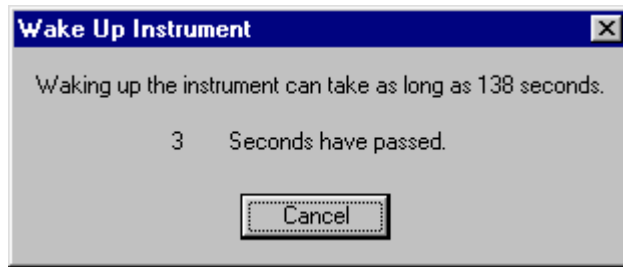 Wake Up Instrument
Waking up the instrument can take as long as 138 seconds.
3 Seconds have passed.
Cancel